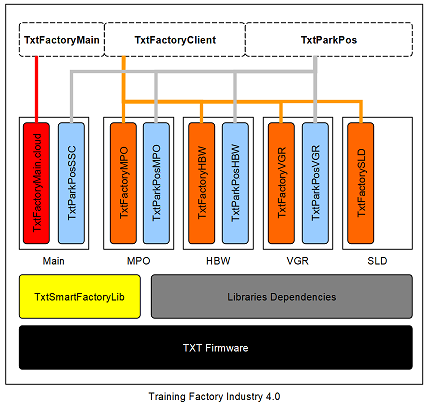 TxtFactoryMain TxtFactoryClient TxtParkPos
TxtFactoryMain.cloud
TxtParkPosSSC
TxtFactoryMPO
TxtParkPosMPO
TxtFactoryHBW
TxtParkPosHBW
TxtFactoryVGR
TxtParkPosVGR
TxtFactorySLD
Main MPO HBW VGR SLD
TxtSmartFactoryLib Libraries Dependencies
TXT Firmware
Training Factory Industry 4.0